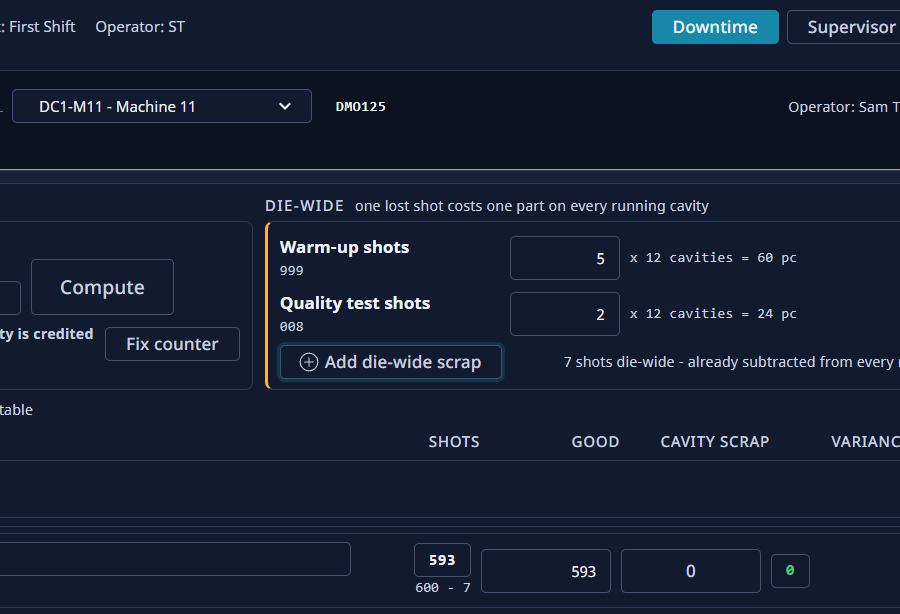 : First Shift Operator: ST
Downtime
Supervisor
DC1-M11 - Machine 11
DMO125
Operator: Sam T
DIE-WIDE one lost shot costs one part on every running cavity
Warm-up shots
999
5
x 12 cavities = 60 pc
Compute
Quality test shots
008
2
x 12 cavities = 24 pc
ty is credited
Fix counter
Add die-wide scrap
7 shots die-wide - already subtracted from every
table
SHOTS GOOD CAVITY SCRAP VARIANC
593
600 - 7
593
0
0